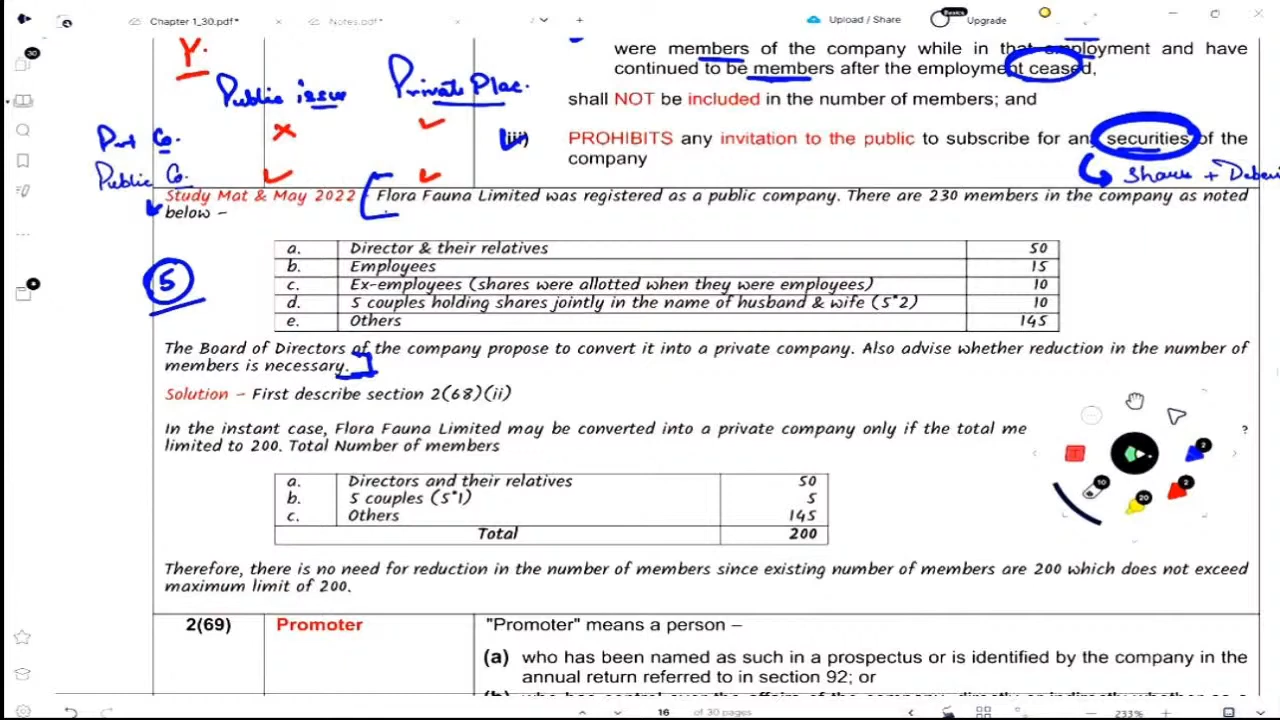 Chapter 1_30.pdf*
Notes.pdf*
Upload / Share
Basics
Upgrade
30
Y.
Public issue
Private Plac.
Prvt Co.
Public Co.
were members of the company while in that employment and have
continued to be members after the employment ceased,
shall NOT be included in the number of members; and
iii) PROHIBITS any invitation to the public to subscribe for any securities of the
company
Shares + Deben
Study Mat & May 2022 Flora Fauna Limited was registered as a public company. There are 230 members in the company as noted
below –
5
a. Director & their relatives 50
b. Employees 15
c. Ex-employees (shares were allotted when they were employees) 10
d. 5 couples holding shares jointly in the name of husband & wife (5*2) 10
e. Others 145
The Board of Directors of the company propose to convert it into a private company. Also advise whether reduction in the number of
members is necessary.
Solution – First describe section 2(68)(ii)
In the instant case, Flora Fauna Limited may be converted into a private company only if the total me ?
limited to 200. Total Number of members
a. Directors and their relatives 50
b. 5 couples (5*1) 5
c. Others 145
Total 200
T
2
10
20
2
Therefore, there is no need for reduction in the number of members since existing number of members are 200 which does not exceed
maximum limit of 200.
2(69) Promoter "Promoter" means a person –
(a) who has been named as such in a prospectus or is identified by the company in the
annual return referred to in section 92; or
16 of 30 pages
233%